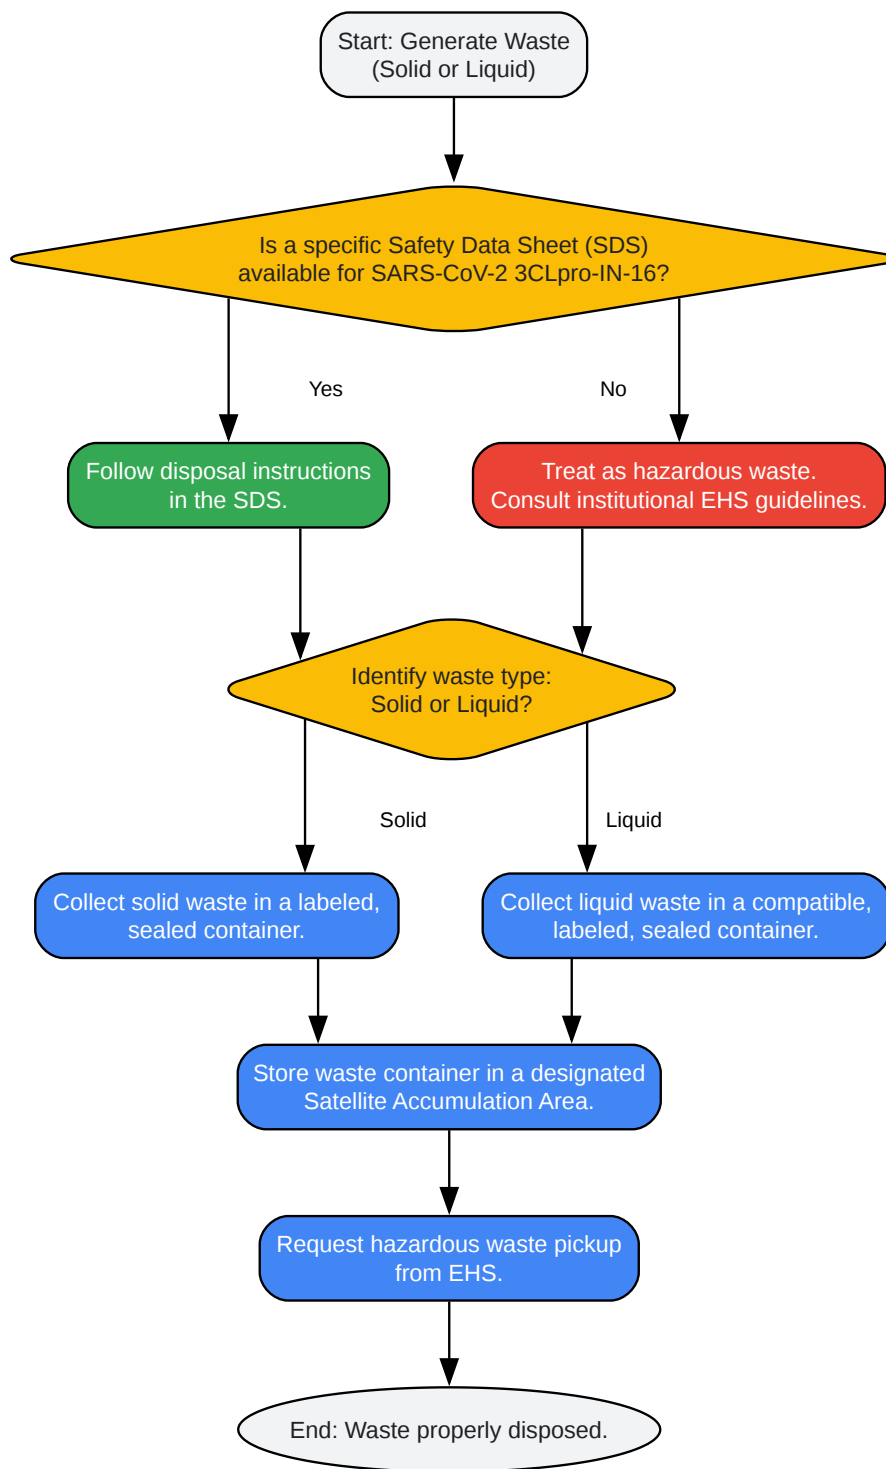 Start: Generate Waste
(Solid or Liquid)
Is a specific Safety Data Sheet (SDS)
available for SARS-CoV-2 3CLpro-IN-16?
Yes
No
Follow disposal instructions
in the SDS.
Treat as hazardous waste.
Consult institutional EHS guidelines.
Identify waste type:
Solid or Liquid?
Solid
Liquid
Collect solid waste in a labeled,
sealed container.
Collect liquid waste in a compatible,
labeled, sealed container.
Store waste container in a designated
Satellite Accumulation Area.
Request hazardous waste pickup
from EHS.
End: Waste properly disposed.